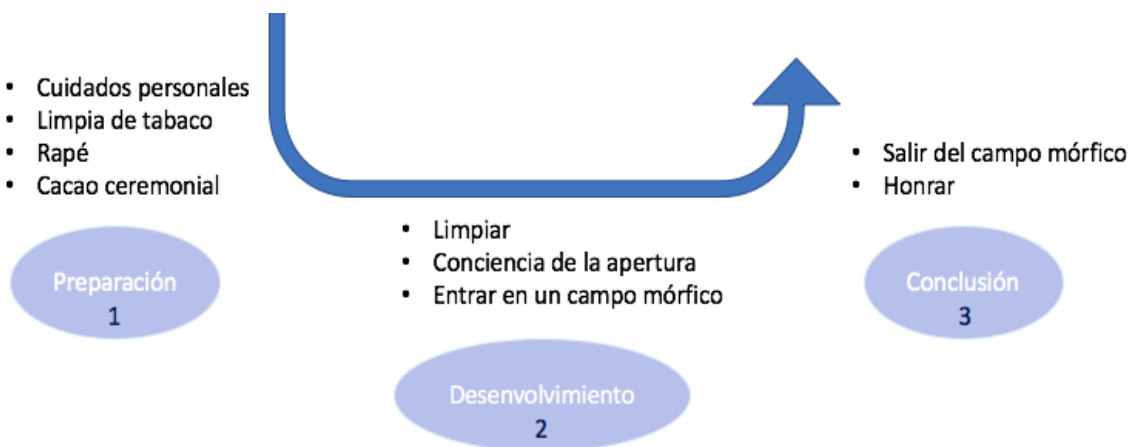 • Cuidados personales
• Limpia de tabaco
• Rapé
• Cacao ceremonial
Preparación
1
• Limpiar
• Conciencia de la apertura
• Entrar en un campo mórfico
Desenvolvimiento
2
• Salir del campo mórfico
• Honrar
Conclusión
3